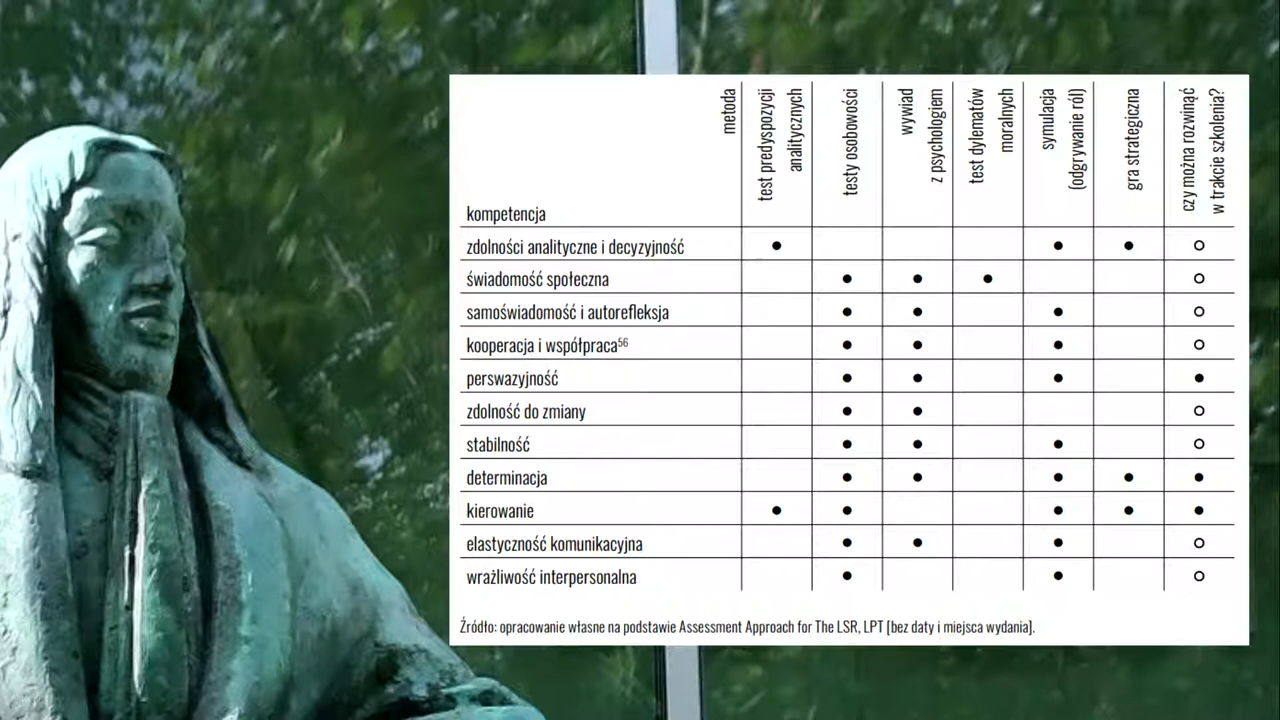 metoda
test predyspozycji
analitycznych
testy osobowości
wywiad
z psychologiem
test dylematów
moralnych
symulacja
(odgrywanie ról)
gra strategiczna
czy można rozwinąć
w trakcie szkolenia?
kompetencja
zdolności analityczne i decyzyjność
świadomość społeczna
samoświadomość i autorefleksja
kooperacja i współpraca⁵⁶
perswazyjność
zdolność do zmiany
stabilność
determinacja
kierowanie
elastyczność komunikacyjna
wrażliwość interpersonalna
Źródło: opracowanie własne na podstawie Assessment Approach for The LSR, LPT [bez daty i miejsca wydania].